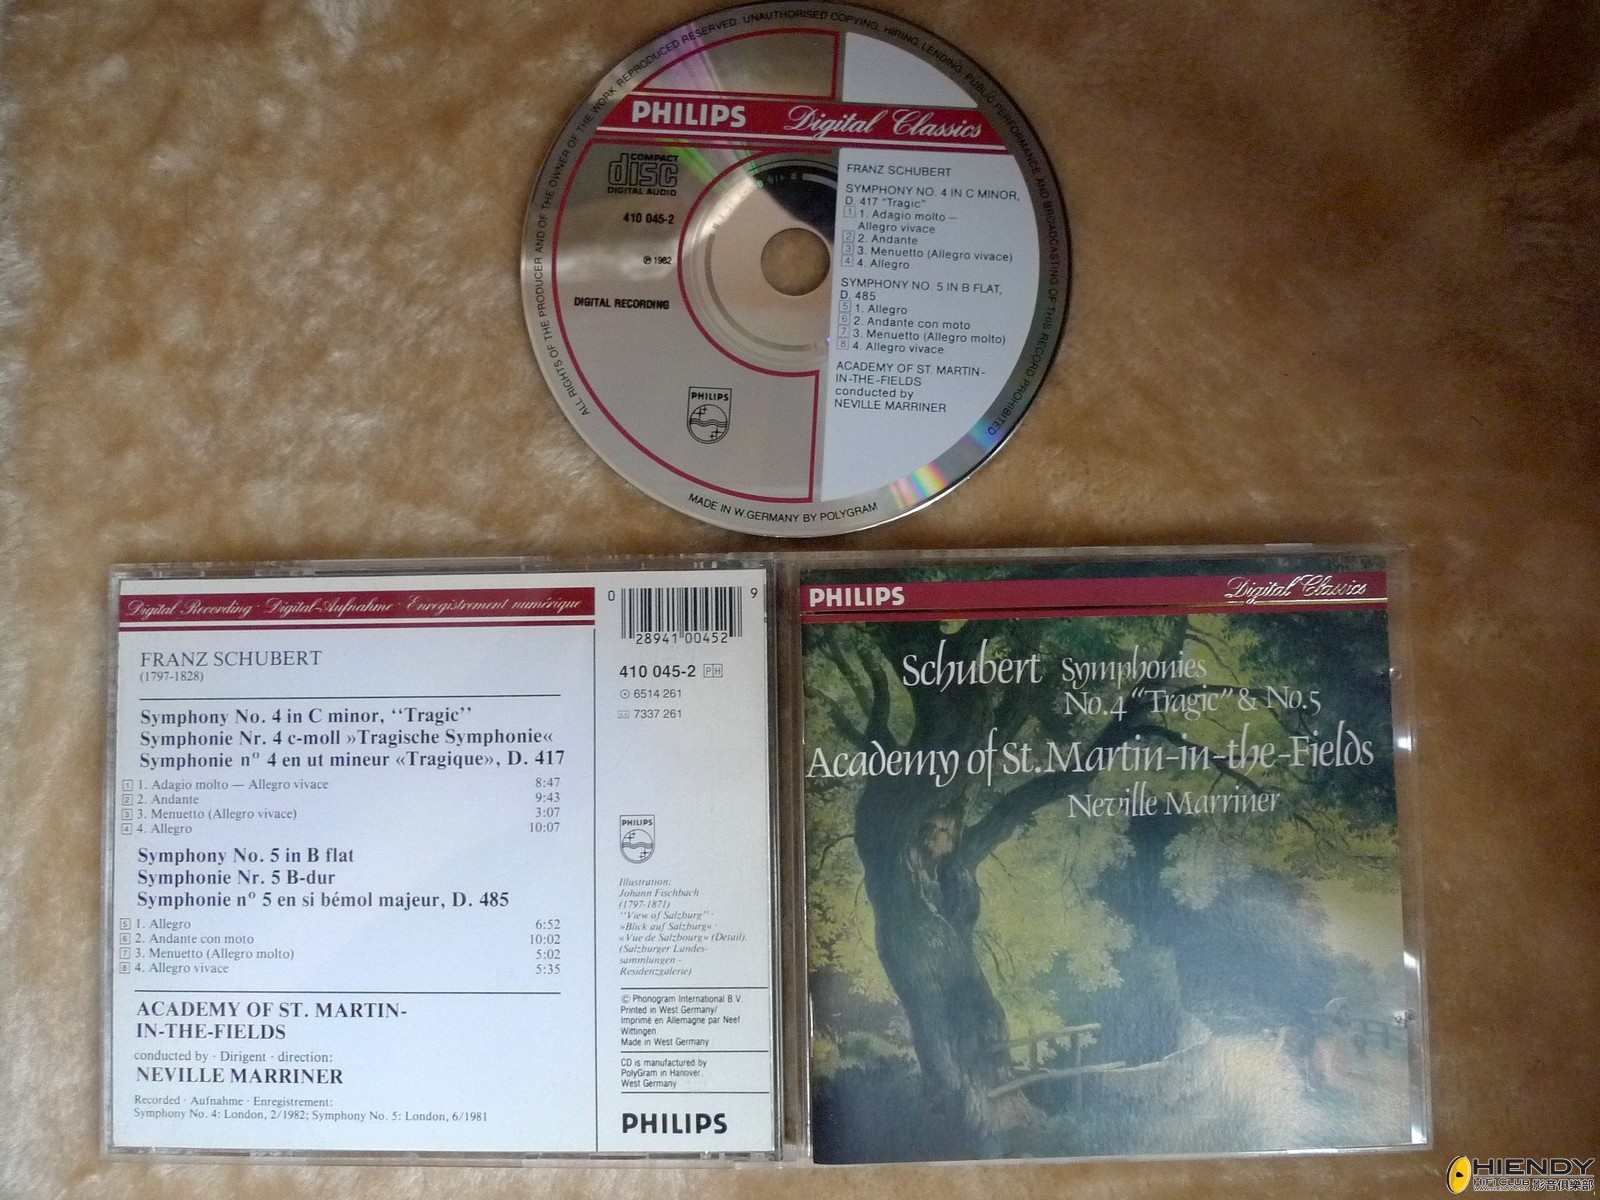 ALL RIGHTS OF THE PRODUCER AND OF THE OWNER OF THE WORK REPRODUCED RESERVED. UNAUTHORISED COPYING, HIRING, LENDING, PUBLIC PERFORMANCE AND BROADCASTING OF THIS RECORD PROHIBITED
PHILIPS Digital Classics
COMPACT
disc
DIGITAL AUDIO
410 045-2
℗ 1982
DIGITAL RECORDING
PHILIPS
FRANZ SCHUBERT
SYMPHONY NO. 4 IN C MINOR,
D. 417 "Tragic"
1 1. Adagio molto —
Allegro vivace
2 2. Andante
3 3. Menuetto (Allegro vivace)
4 4. Allegro
SYMPHONY NO. 5 IN B FLAT,
D. 485
5 1. Allegro
6 2. Andante con moto
7 3. Menuetto (Allegro molto)
8 4. Allegro vivace
ACADEMY OF ST. MARTIN-
IN-THE-FIELDS
conducted by
NEVILLE MARRINER
MADE IN W.GERMANY BY POLYGRAM
Digital Recording · Digital-Aufnahme · Enregistrement numérique
FRANZ SCHUBERT
(1797-1828)
Symphony No. 4 in C minor, ‘‘Tragic’’
Symphonie Nr. 4 c-moll »Tragische Symphonie«
Symphonie nº 4 en ut mineur «Tragique», D. 417
1 1. Adagio molto — Allegro vivace 8:47
2 2. Andante 9:43
3 3. Menuetto (Allegro vivace) 3:07
4 4. Allegro 10:07
Symphony No. 5 in B flat
Symphonie Nr. 5 B-dur
Symphonie nº 5 en si bémol majeur, D. 485
5 1. Allegro 6:52
6 2. Andante con moto 10:02
7 3. Menuetto (Allegro molto) 5:02
8 4. Allegro vivace 5:35
ACADEMY OF ST. MARTIN-
IN-THE-FIELDS
conducted by · Dirigent · direction:
NEVILLE MARRINER
Recorded · Aufnahme · Enregistrement:
Symphony No. 4: London, 2/1982; Symphony No. 5: London, 6/1981
0 28941 00452 9
410 045-2 PH
6514 261
7337 261
PHILIPS
Illustration:
Johann Fischbach
(1797-1871)
‘‘View of Salzburg’’ ·
»Blick auf Salzburg« ·
«Vue de Salzbourg» (Detail).
(Salzburger Landes-
sammlungen -
Residenzgalerie)
© Phonogram International B.V.
Printed in West Germany/
Imprimé en Allemagne par Neef
Wittingen
Made in West Germany
CD is manufactured by
PolyGram in Hanover,
West Germany
PHILIPS
PHILIPS Digital Classics
Schubert Symphonies
No.4 “Tragic” & No.5
Academy of St. Martin-in-the-Fields
Neville Marriner
HIENDY
HIFI CLUB 影音俱樂部